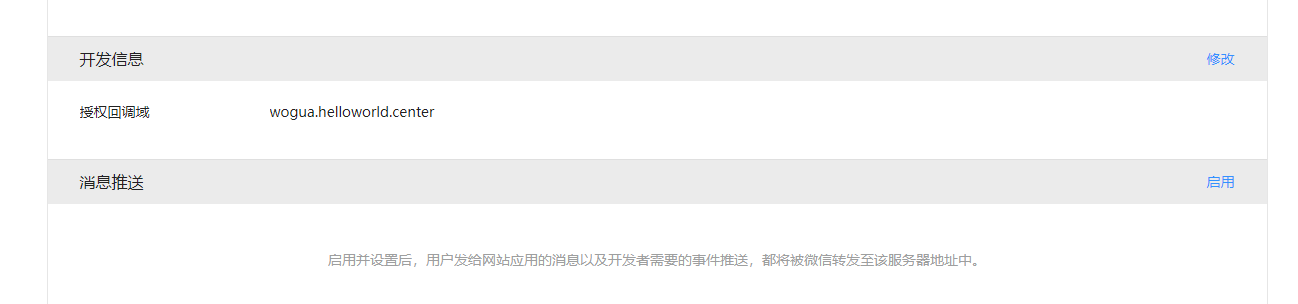 开发信息 修改
授权回调域 wogua.helloworld.center
消息推送 启用
启用并设置后，用户发给网站应用的消息以及开发者需要的事件推送，都将被微信转发至该服务器地址中。